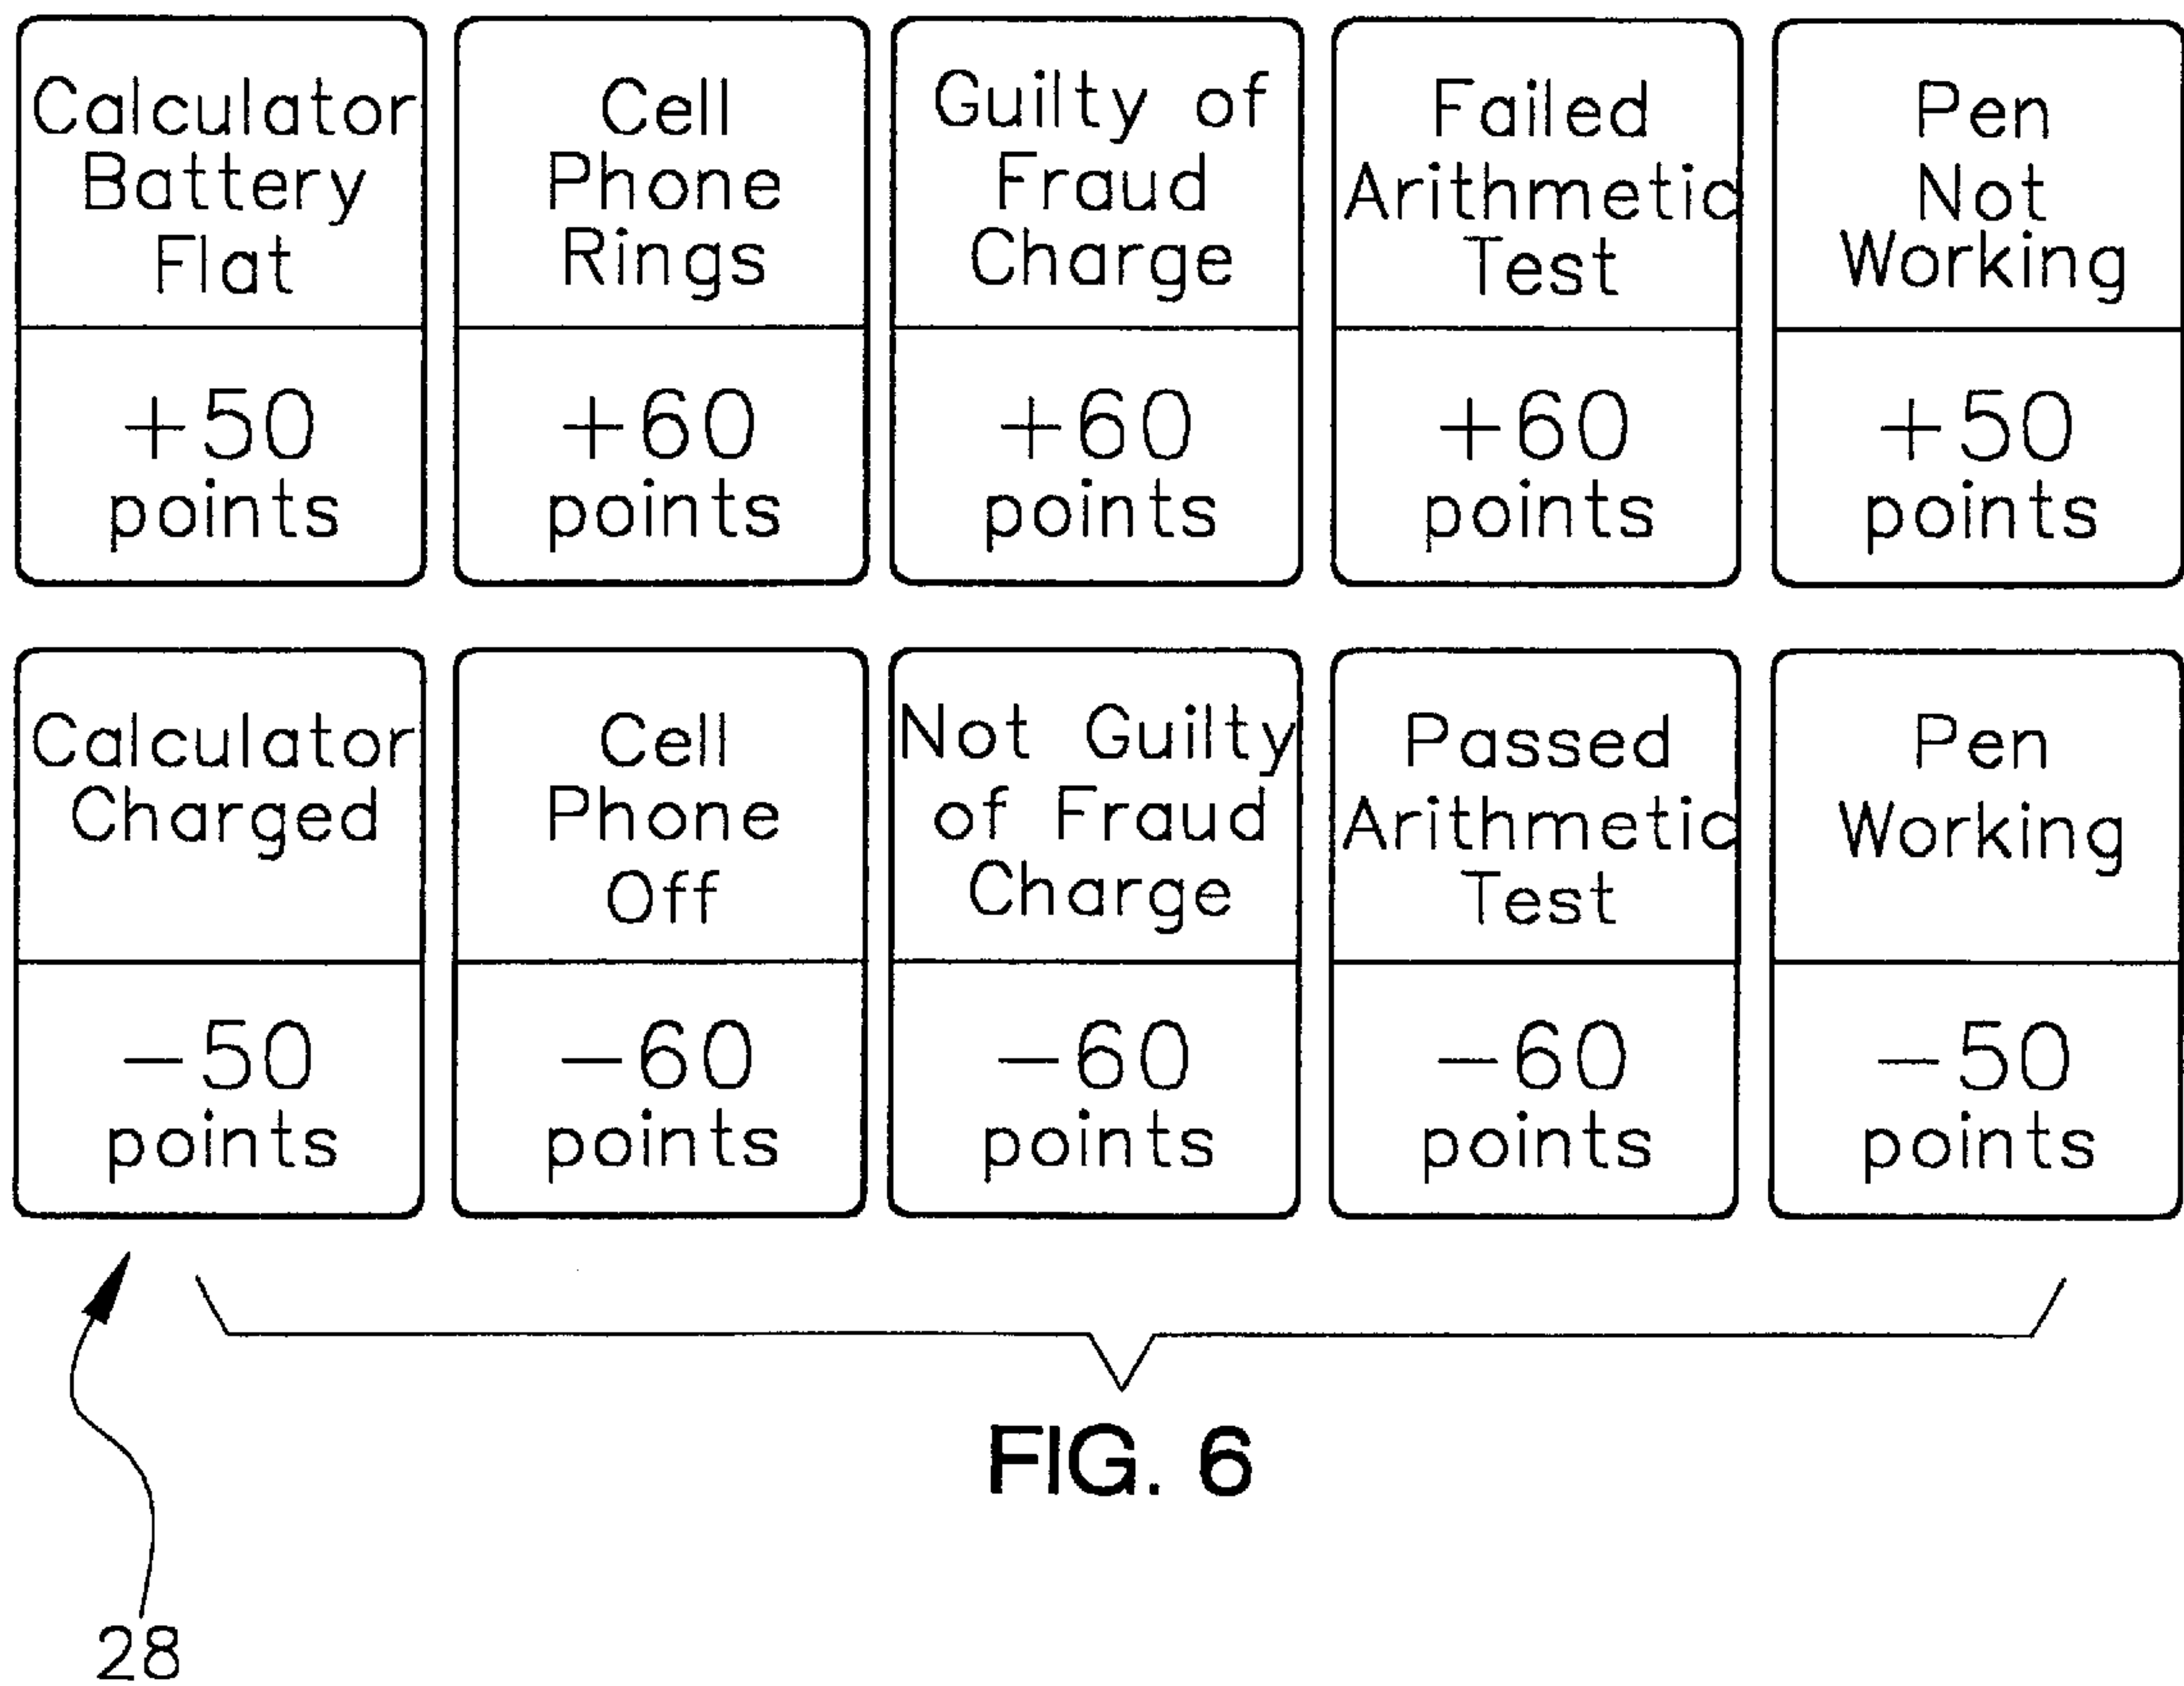 Calculator
Battery
Flat
+50
points
Cell
Phone
Rings
+60
points
Guilty of
Fraud
Charge
+60
points
Failed
Arithmetic
Test
+60
points
Pen
Not
Working
+50
points
Calculator
Charged
-50
points
Cell
Phone
Off
-60
points
Not Guilty
of Fraud
Charge
-60
points
Passed
Arithmetic
Test
-60
points
Pen
Working
-50
points
FIG. 6
28